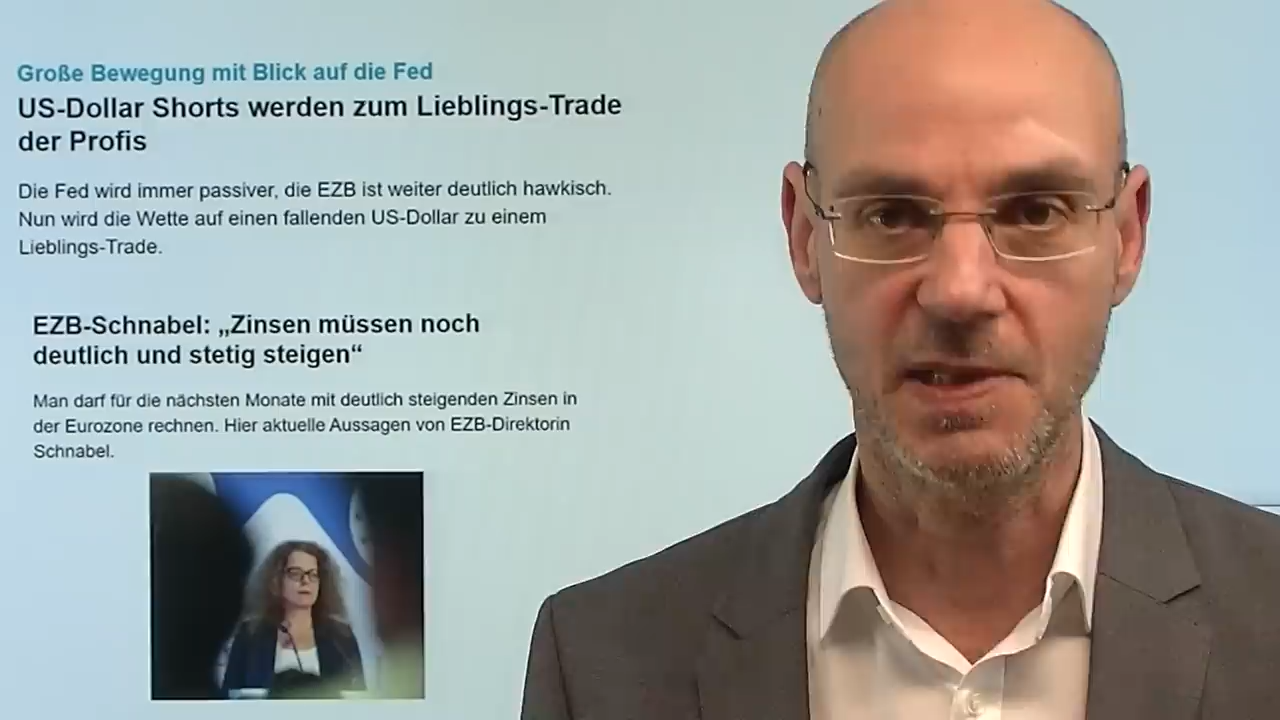 Große Bewegung mit Blick auf die Fed
US-Dollar Shorts werden zum Lieblings-Trade
der Profis
Die Fed wird immer passiver, die EZB ist weiter deutlich hawkisch.
Nun wird die Wette auf einen fallenden US-Dollar zu einem
Lieblings-Trade.
EZB-Schnabel: „Zinsen müssen noch
deutlich und stetig steigen“
Man darf für die nächsten Monate mit deutlich steigenden Zinsen in
der Eurozone rechnen. Hier aktuelle Aussagen von EZB-Direktorin
Schnabel.